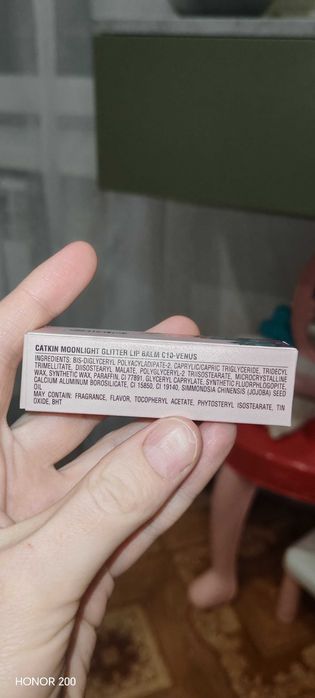 CATKIN MOONLIGHT GLITTER LIP BALM C10-VENUS
INGREDIENTS: BIS-DIGLYCERYL POLYACYLADIPATE-2, CAPRYLIC/CAPRIC TRIGLYCERIDE, TRIDECYL
TRIMELLITATE, DIISOSTEARYL MALATE, POLYGLYCERYL-2 TRIISOSTEARATE, MICROCRYSTALLINE
WAX, SYNTHETIC WAX, PARAFFIN, CI 77891, GLYCERYL CAPRYLATE, SYNTHETIC FLUORPHLOGOPITE,
CALCIUM ALUMINUM BOROSILICATE, CI 15850, CI 19140, SIMMONDSIA CHINENSIS (JOJOBA) SEED
OIL
MAY CONTAIN: FRAGRANCE, FLAVOR, TOCOPHERYL ACETATE, PHYTOSTERYL ISOSTEARATE, TIN
OXIDE, BHT
HONOR 200